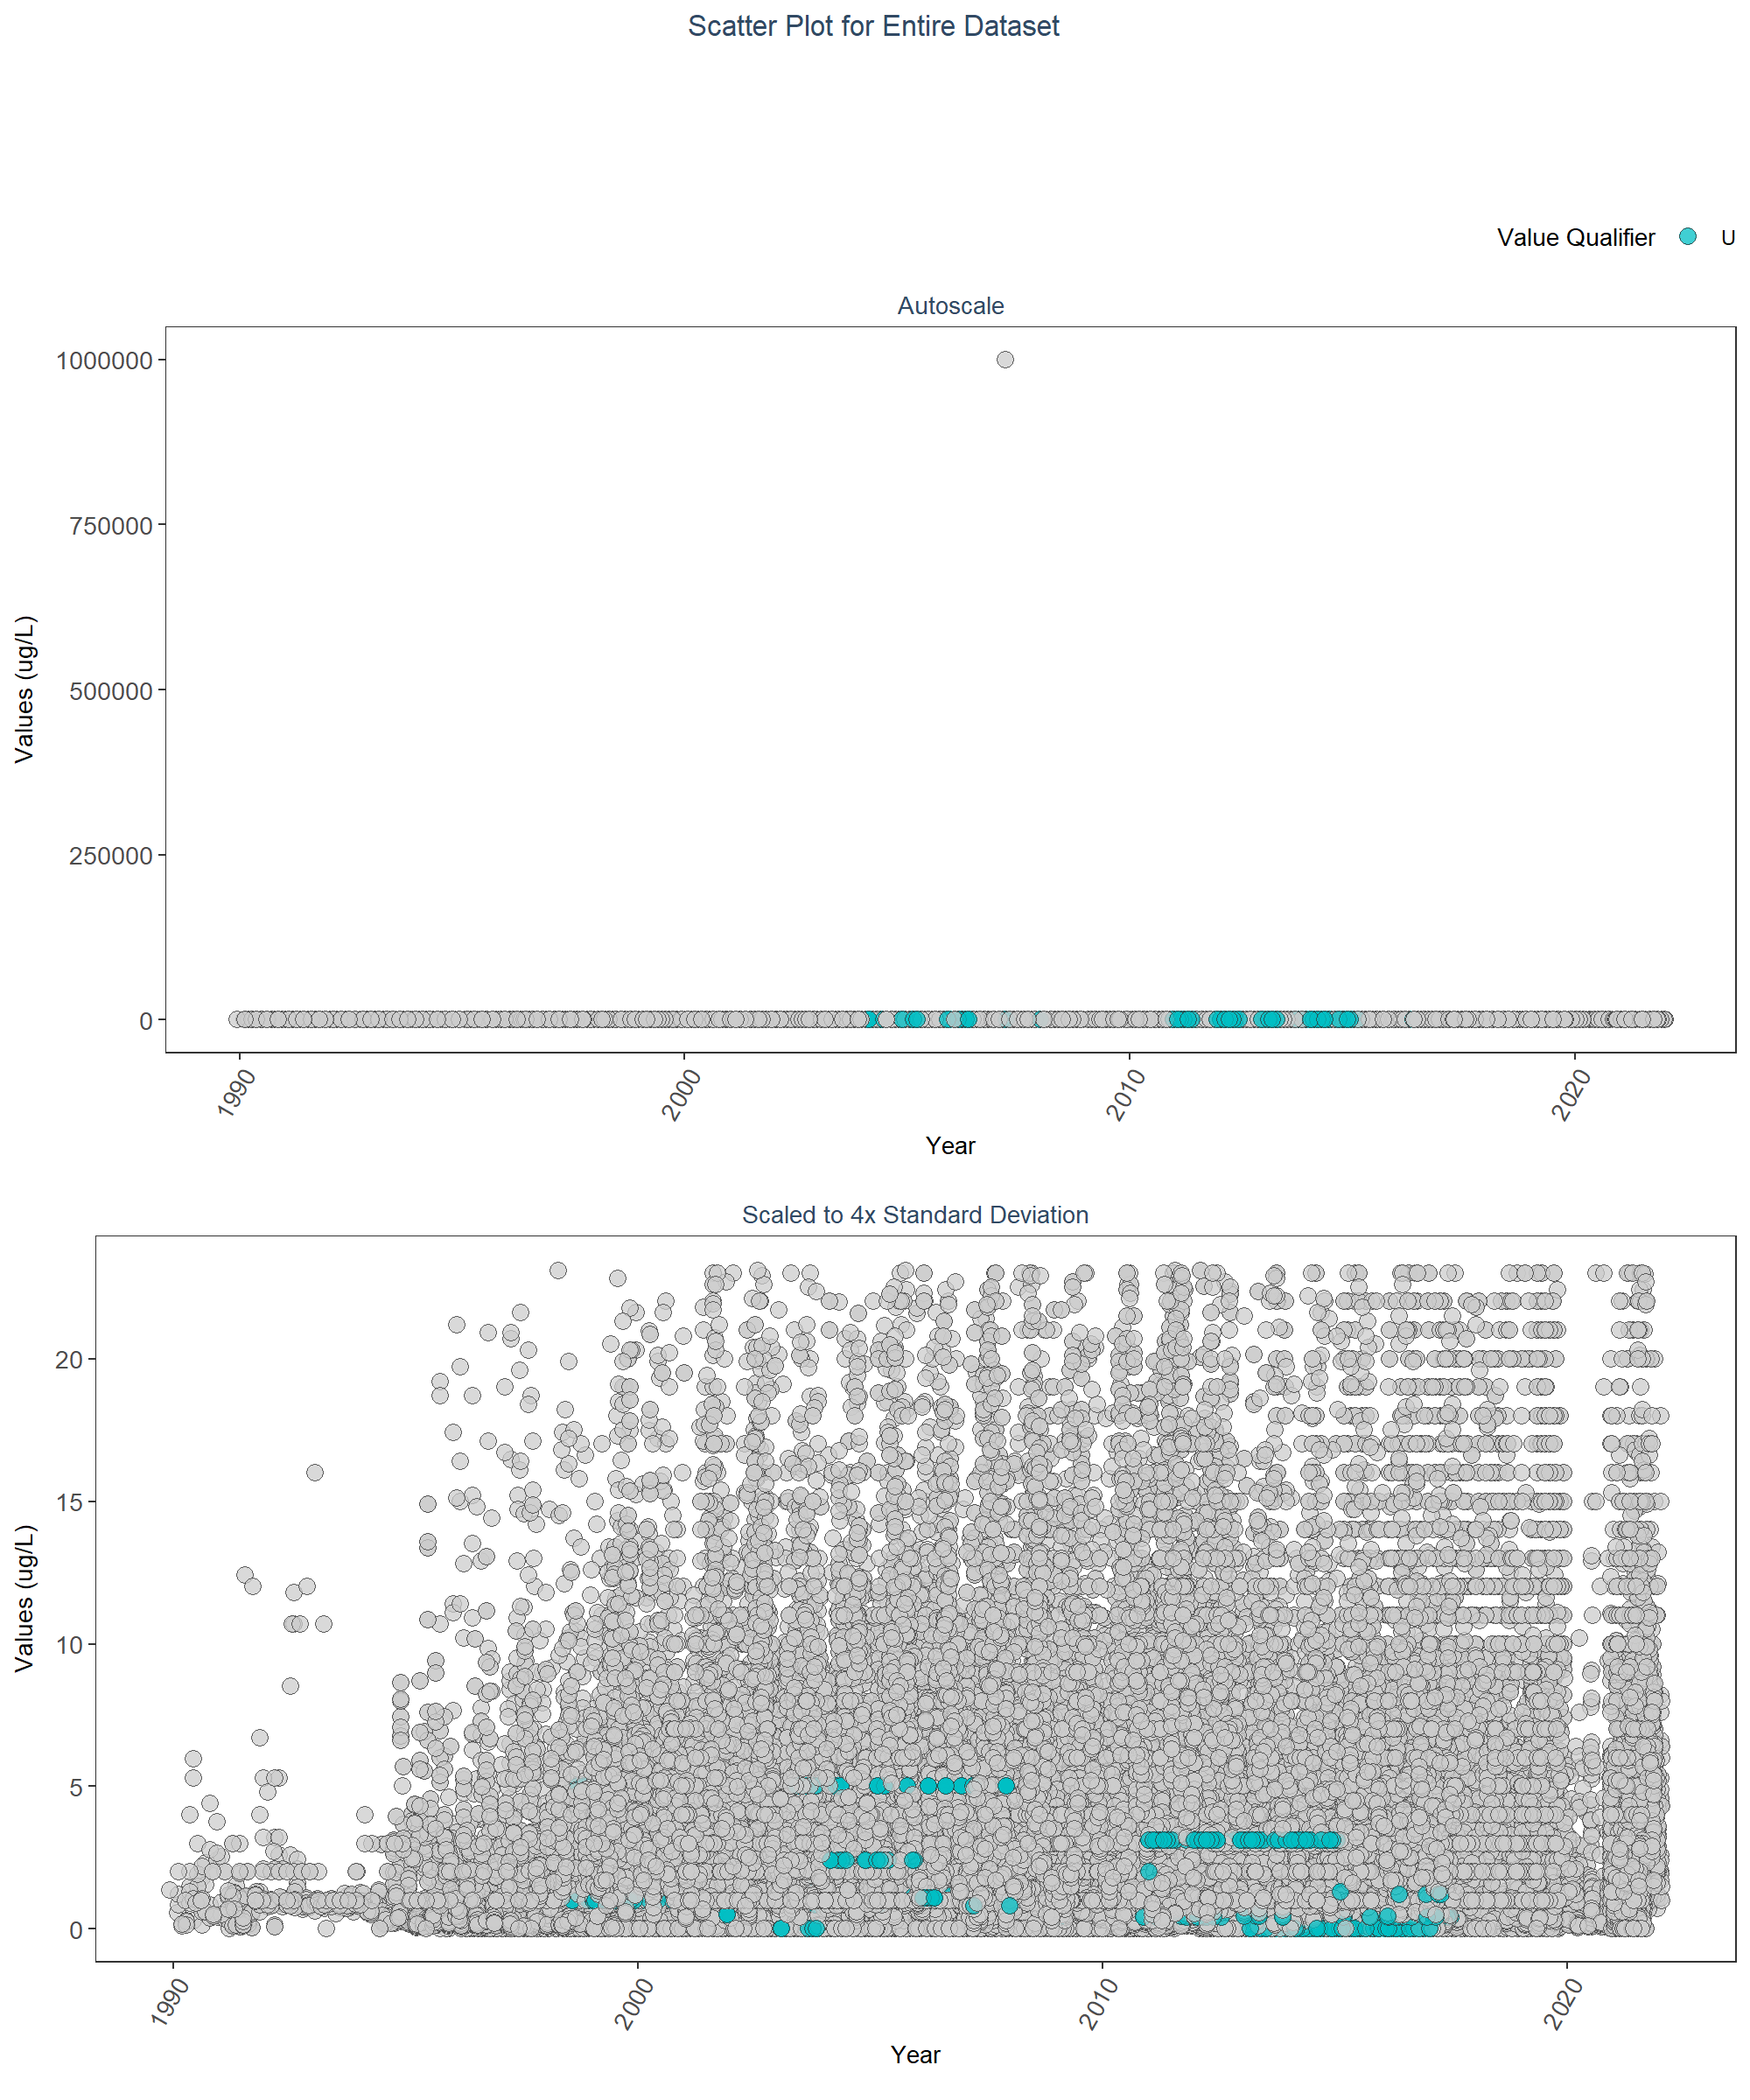 Scatter Plot for Entire Dataset
Value Qualifier U
Autoscale
1000000
750000
500000
250000
0
Values (ug/L)
1990 2000 2010 2020
Year
Scaled to 4x Standard Deviation
20
15
10
5
0
Values (ug/L)
1990 2000 2010 2020
Year